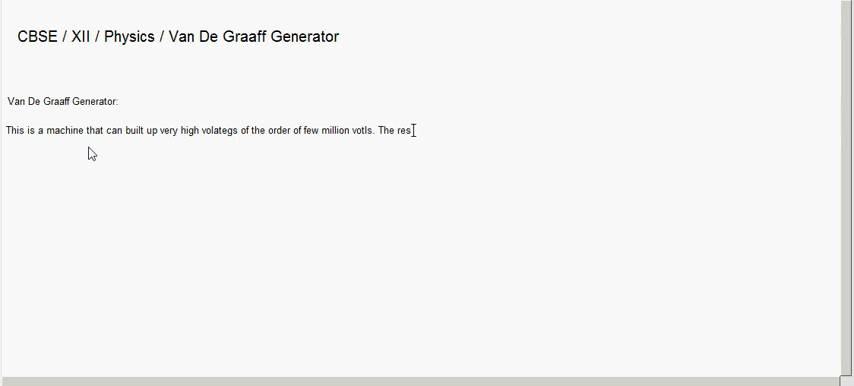 CBSE / XII / Physics / Van De Graaff Generator
Van De Graaff Generator:
This is a machine that can built up very high volategs of the order of few million votls. The res